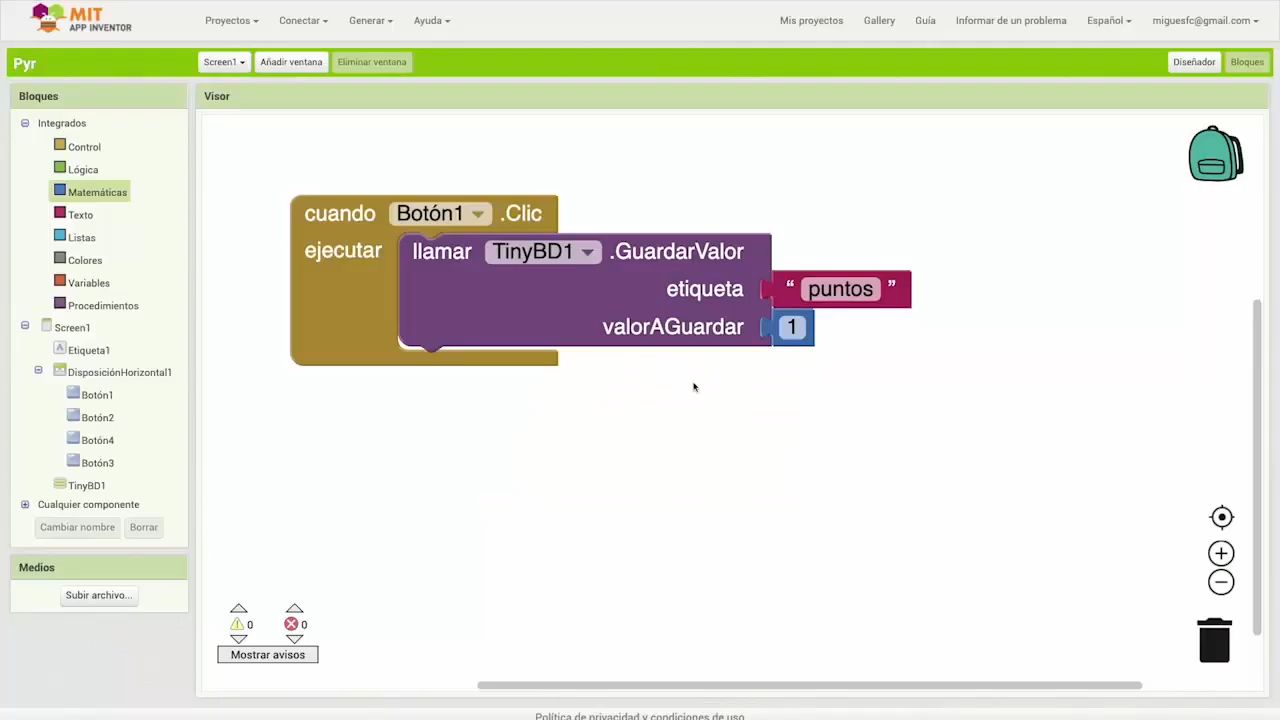 MIT
APP INVENTOR
Proyectos
Conectar
Generar
Ayuda
Mis proyectos
Gallery
Guía
Informar de un problema
Español
miguesfc@gmail.com
Pyr
Screen1
Añadir ventana
Eliminar ventana
Diseñador
Bloques
Bloques
Visor
Integrados
Control
Lógica
Matemáticas
Texto
Listas
Colores
Variables
Procedimientos
Screen1
A Etiqueta1
DisposiciónHorizontal1
Botón1
Botón2
Botón4
Botón3
TinyBD1
Cualquier componente
Cambiar nombre
Borrar
Medios
Subir archivo...
cuando Botón1 .Clic
ejecutar llamar TinyBD1 .GuardarValor
etiqueta “ puntos ”
valorAGuardar 1
0 0
Mostrar avisos
Política de privacidad y condiciones de uso